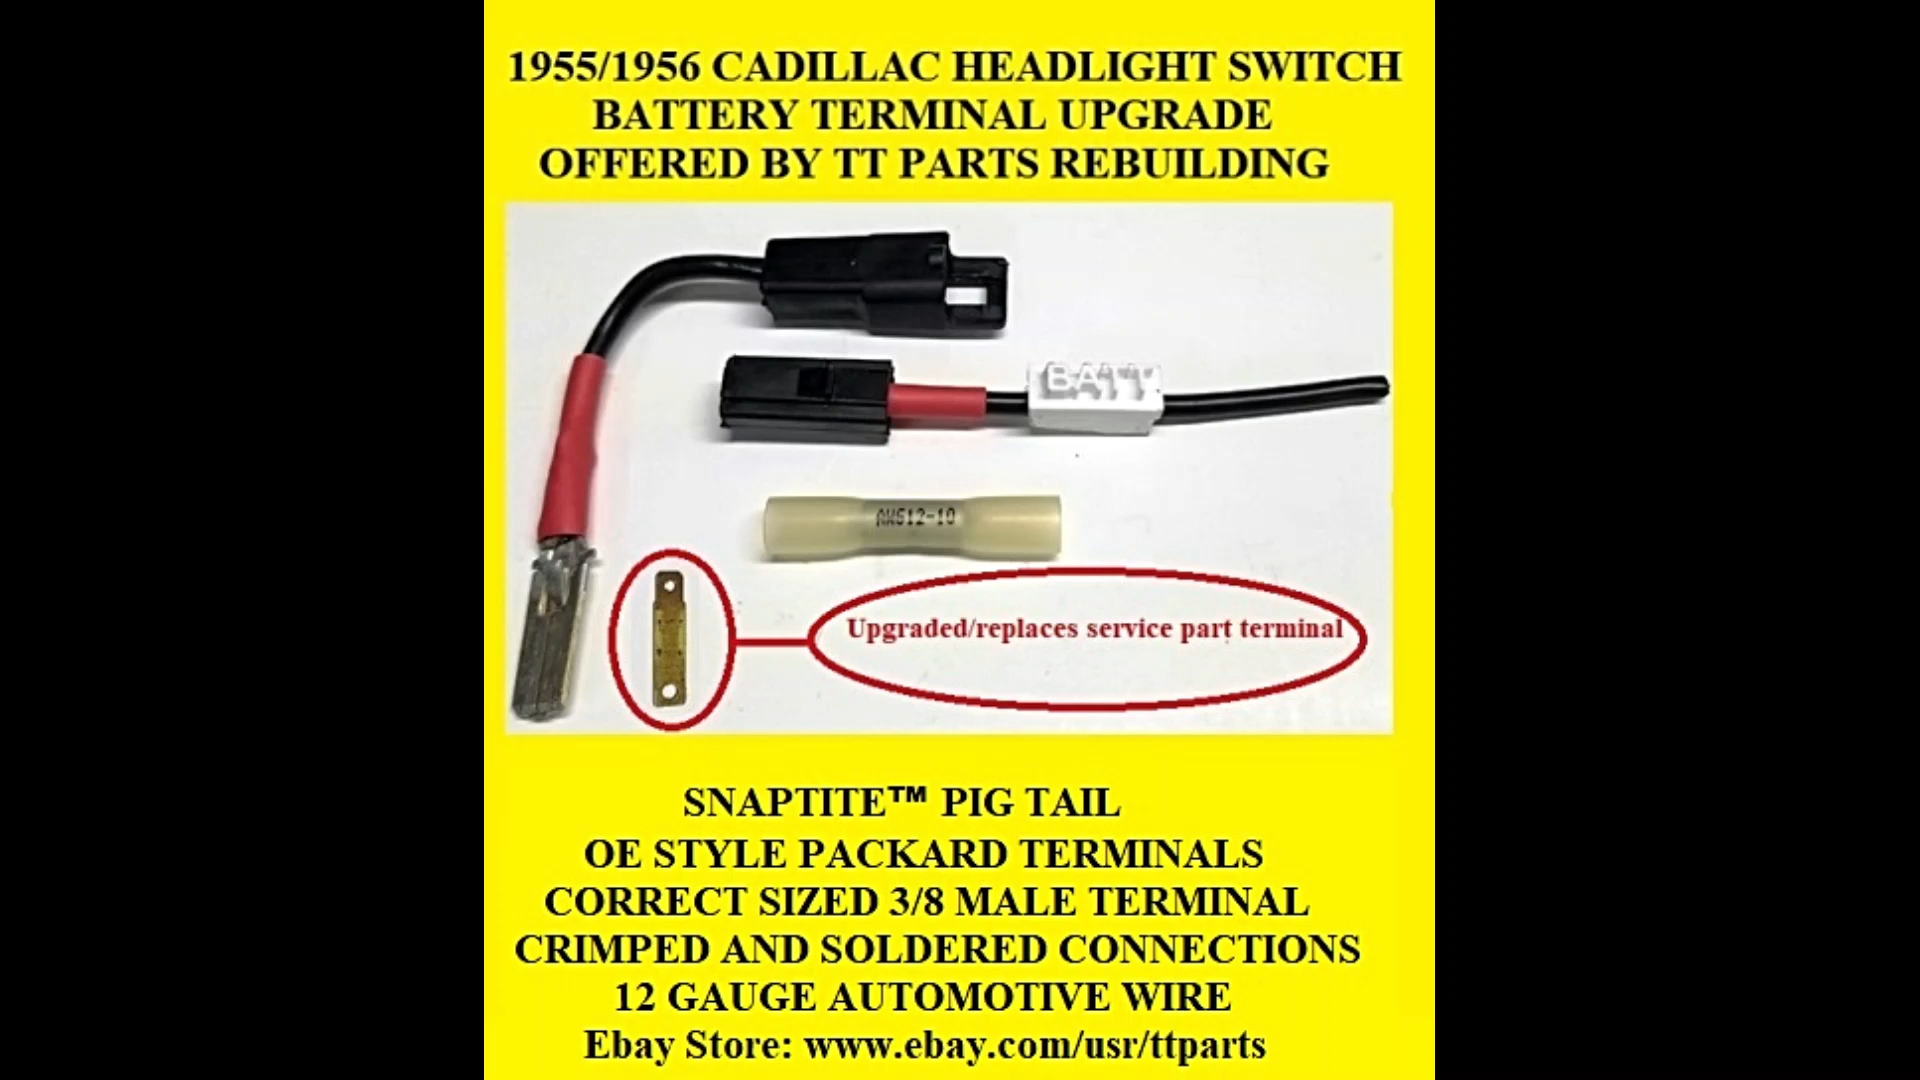 1955/1956 CADILLAC HEADLIGHT SWITCH
BATTERY TERMINAL UPGRADE
OFFERED BY TT PARTS REBUILDING
BATT
AWG12-10
Upgraded/replaces service part terminal
SNAPTITE™ PIG TAIL
OE STYLE PACKARD TERMINALS
CORRECT SIZED 3/8 MALE TERMINAL
CRIMPED AND SOLDERED CONNECTIONS
12 GAUGE AUTOMOTIVE WIRE
Ebay Store: www.ebay.com/usr/ttparts